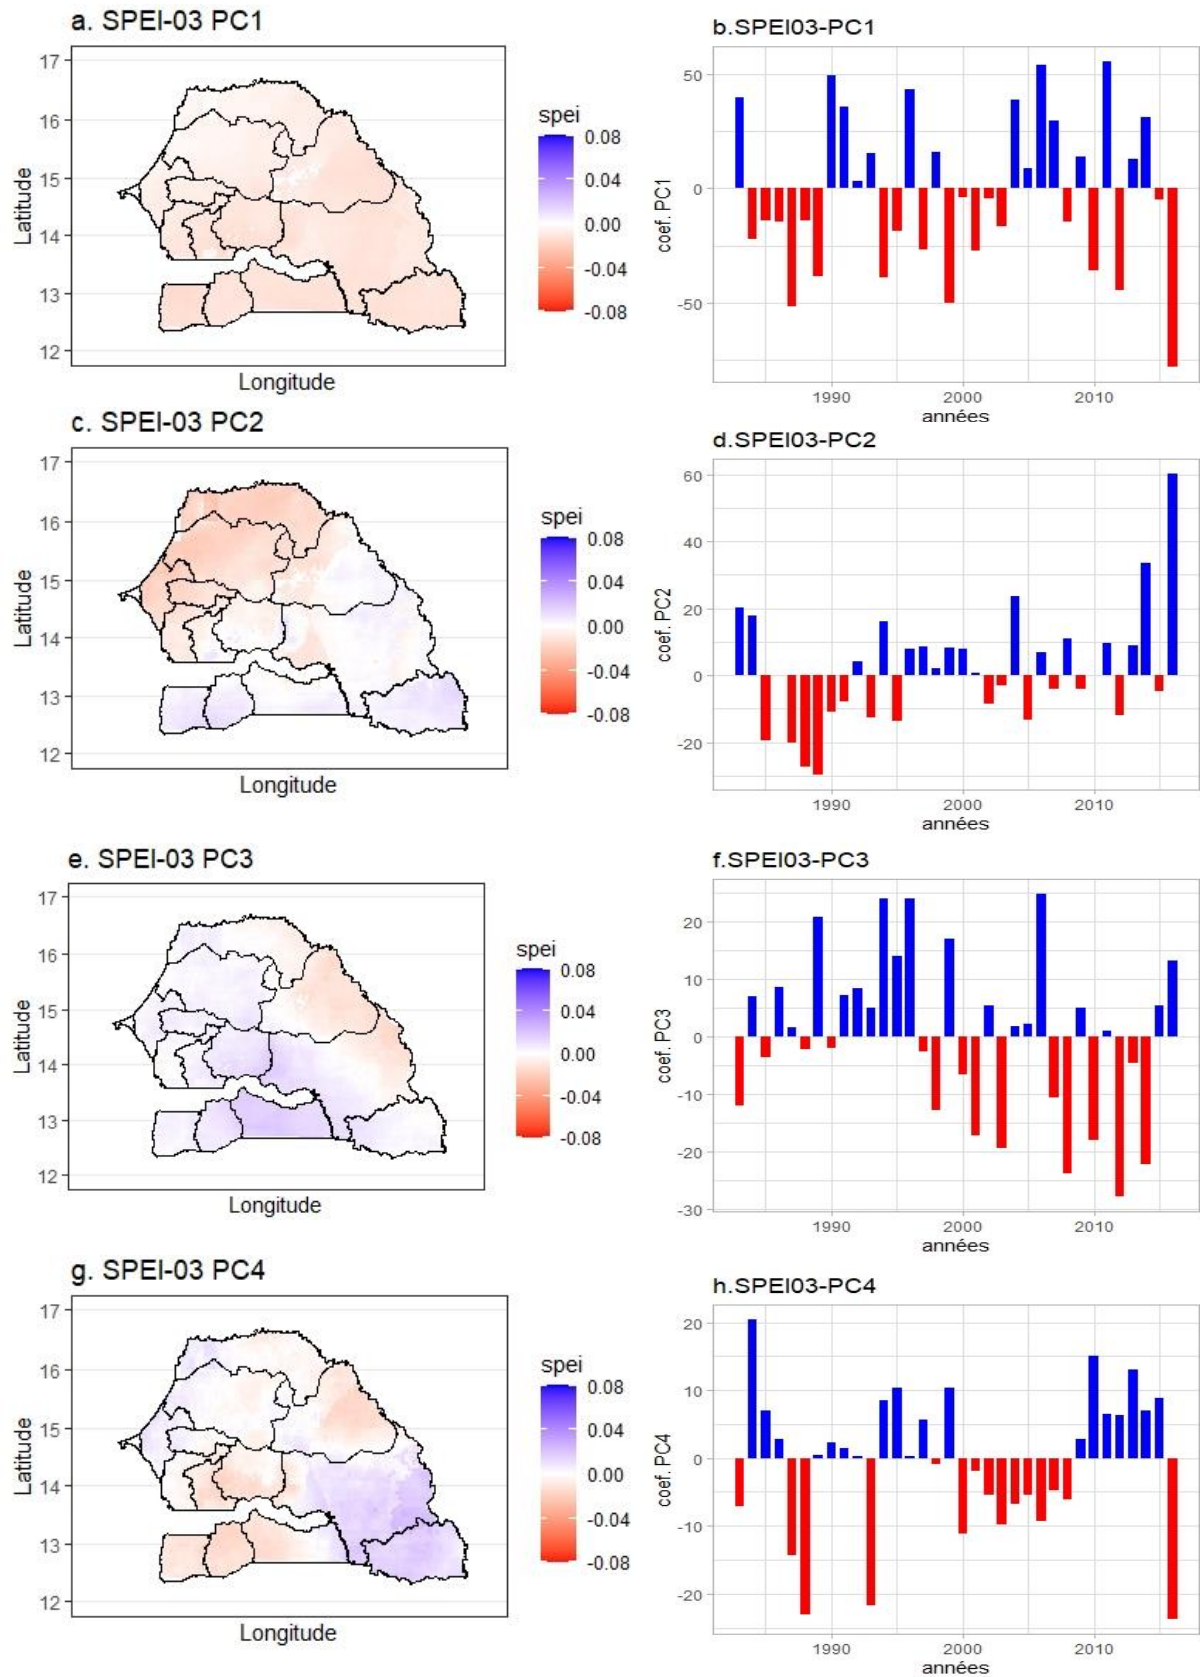 a. SPEI-03 PC1
17
16
15
14
13
12
Latitude
Longitude
spei
0.08
0.04
0.00
-0.04
-0.08
b.SPEI03-PC1
50
0
-50
coef. PC1
1990
2000
2010
années
c. SPEI-03 PC2
17
16
15
14
13
12
Latitude
Longitude
spei
0.08
0.04
0.00
-0.04
-0.08
d.SPEI03-PC2
60
40
20
0
-20
coef. PC2
1990
2000
2010
années
e. SPEI-03 PC3
17
16
15
14
13
12
Latitude
Longitude
spei
0.08
0.04
0.00
-0.04
-0.08
f.SPEI03-PC3
20
10
0
-10
-20
-30
coef. PC3
1990
2000
2010
années
g. SPEI-03 PC4
17
16
15
14
13
12
Latitude
Longitude
spei
0.08
0.04
0.00
-0.04
-0.08
h.SPEI03-PC4
20
10
0
-10
-20
coef. PC4
1990
2000
2010
années